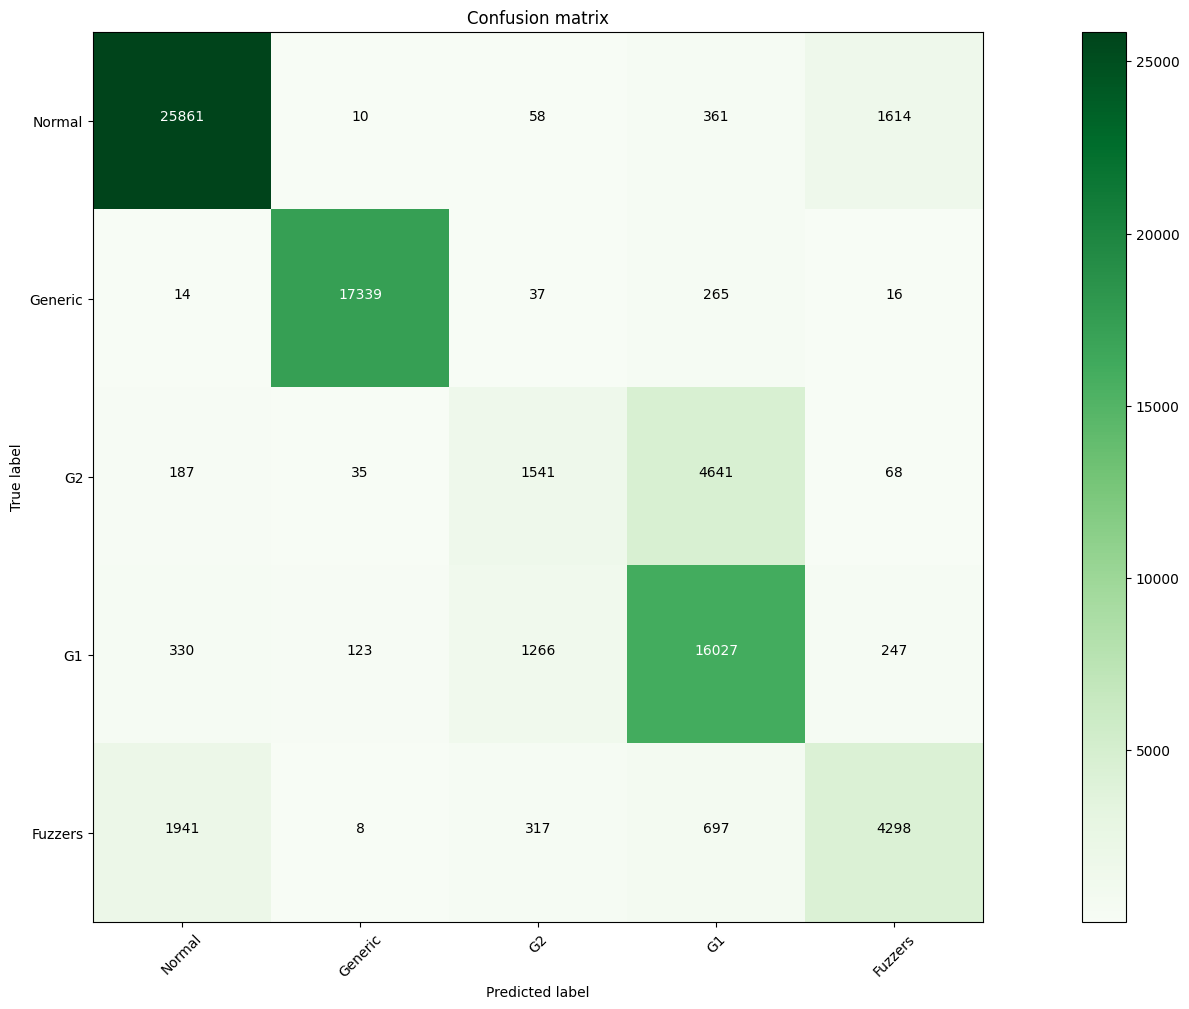 Confusion matrix
Normal 25861 10 58 361 1614
Generic 14 17339 37 265 16
G2 187 35 1541 4641 68
G1 330 123 1266 16027 247
Fuzzers 1941 8 317 697 4298
Normal Generic G2 G1 Fuzzers
True label
Predicted label
25000
20000
15000
10000
5000